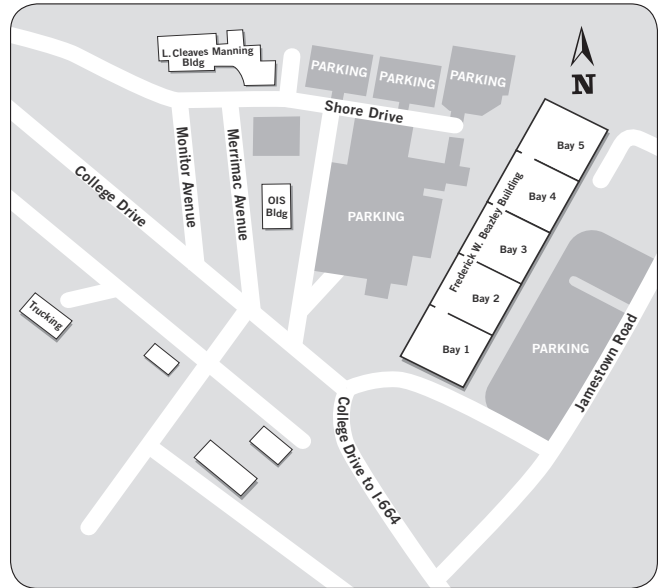 L. Cleaves Manning
Bldg
PARKING
PARKING
PARKING
N
Shore Drive
Monitor Avenue
Merrimac Avenue
College Drive
OIS
Bldg
PARKING
Frederick W. Beazley Building
Bay 5
Bay 4
Bay 3
Bay 2
Bay 1
Trucking
PARKING
Jamestown Road
College Drive to I-664